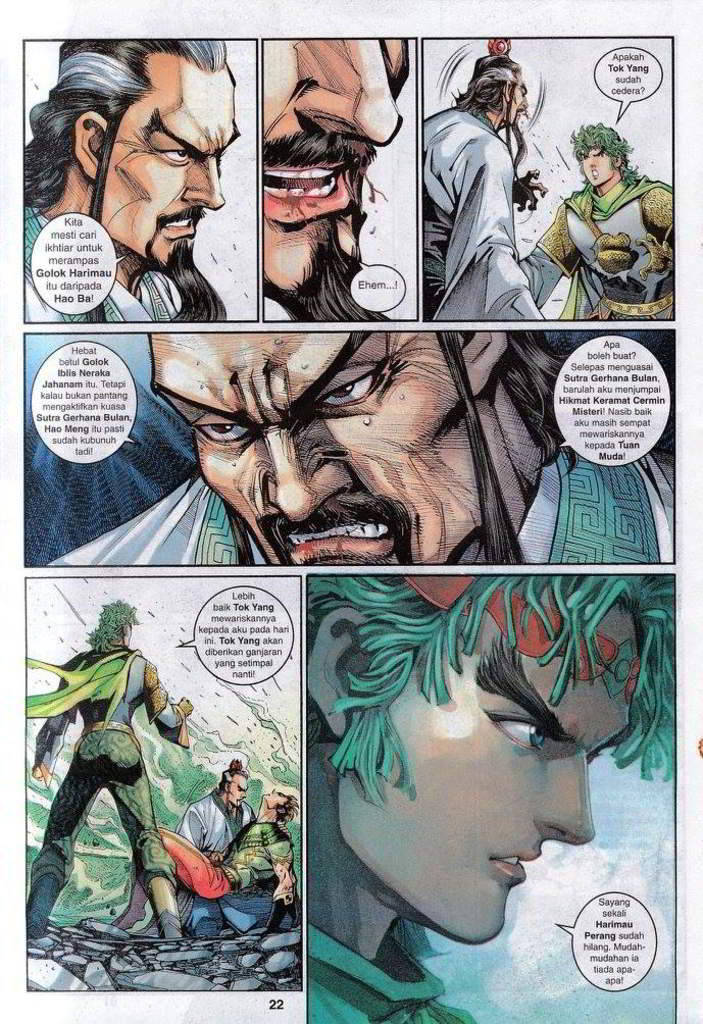 Kita
mesti cari
ikhtiar untuk
merampas
Golok Harimau
itu daripada
Hao Ba!
Ehem...!
Apakah
Tok Yang
sudah
cedera?
Hebat
betul Golok
Iblis Neraka
Jahanam itu. Tetapi
kalau bukan pantang
mengaktifkan kuasa
Sutra Gerhana Bulan,
Hao Meng itu pasti
sudah kubunuh
tadi!
Apa
boleh buat?
Selepas menguasai
Sutra Gerhana Bulan,
barulah aku menjumpai
Hikmat Keramat Cermin
Misteri! Nasib baik
aku masih sempat
mewariskannya
kepada Tuan
Muda!
Lebih
baik Tok Yang
mewariskannya
kepada aku pada hari
ini. Tok Yang akan
diberikan ganjaran
yang setimpal
nanti!
Sayang
sekali
Harimau
Perang sudah
hilang. Mudah-
mudahan ia
tiada apa-
apa!
22